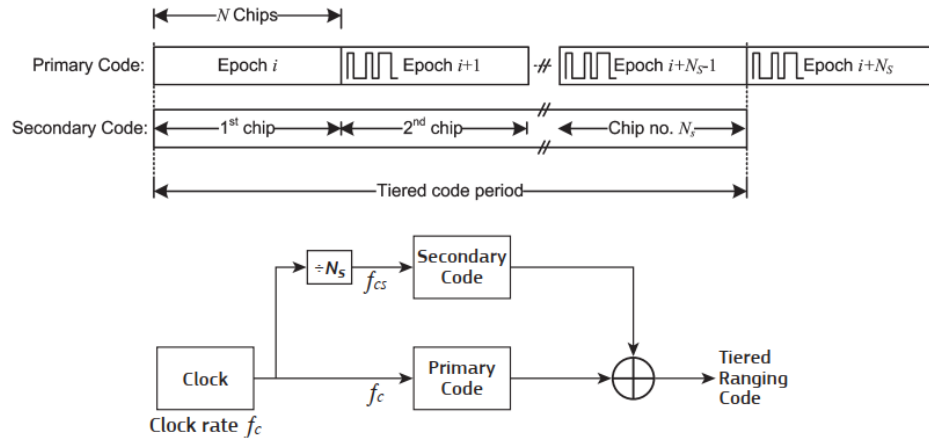 N Chips
Primary Code:
Epoch i
Epoch i+1
Epoch i+NS-1
Epoch i+NS
Secondary Code:
1st chip
2nd chip
Chip no. Ns
Tiered code period
÷NS
fcs
Secondary
Code
Clock
Clock rate fc
fc
Primary
Code
Tiered
Ranging
Code